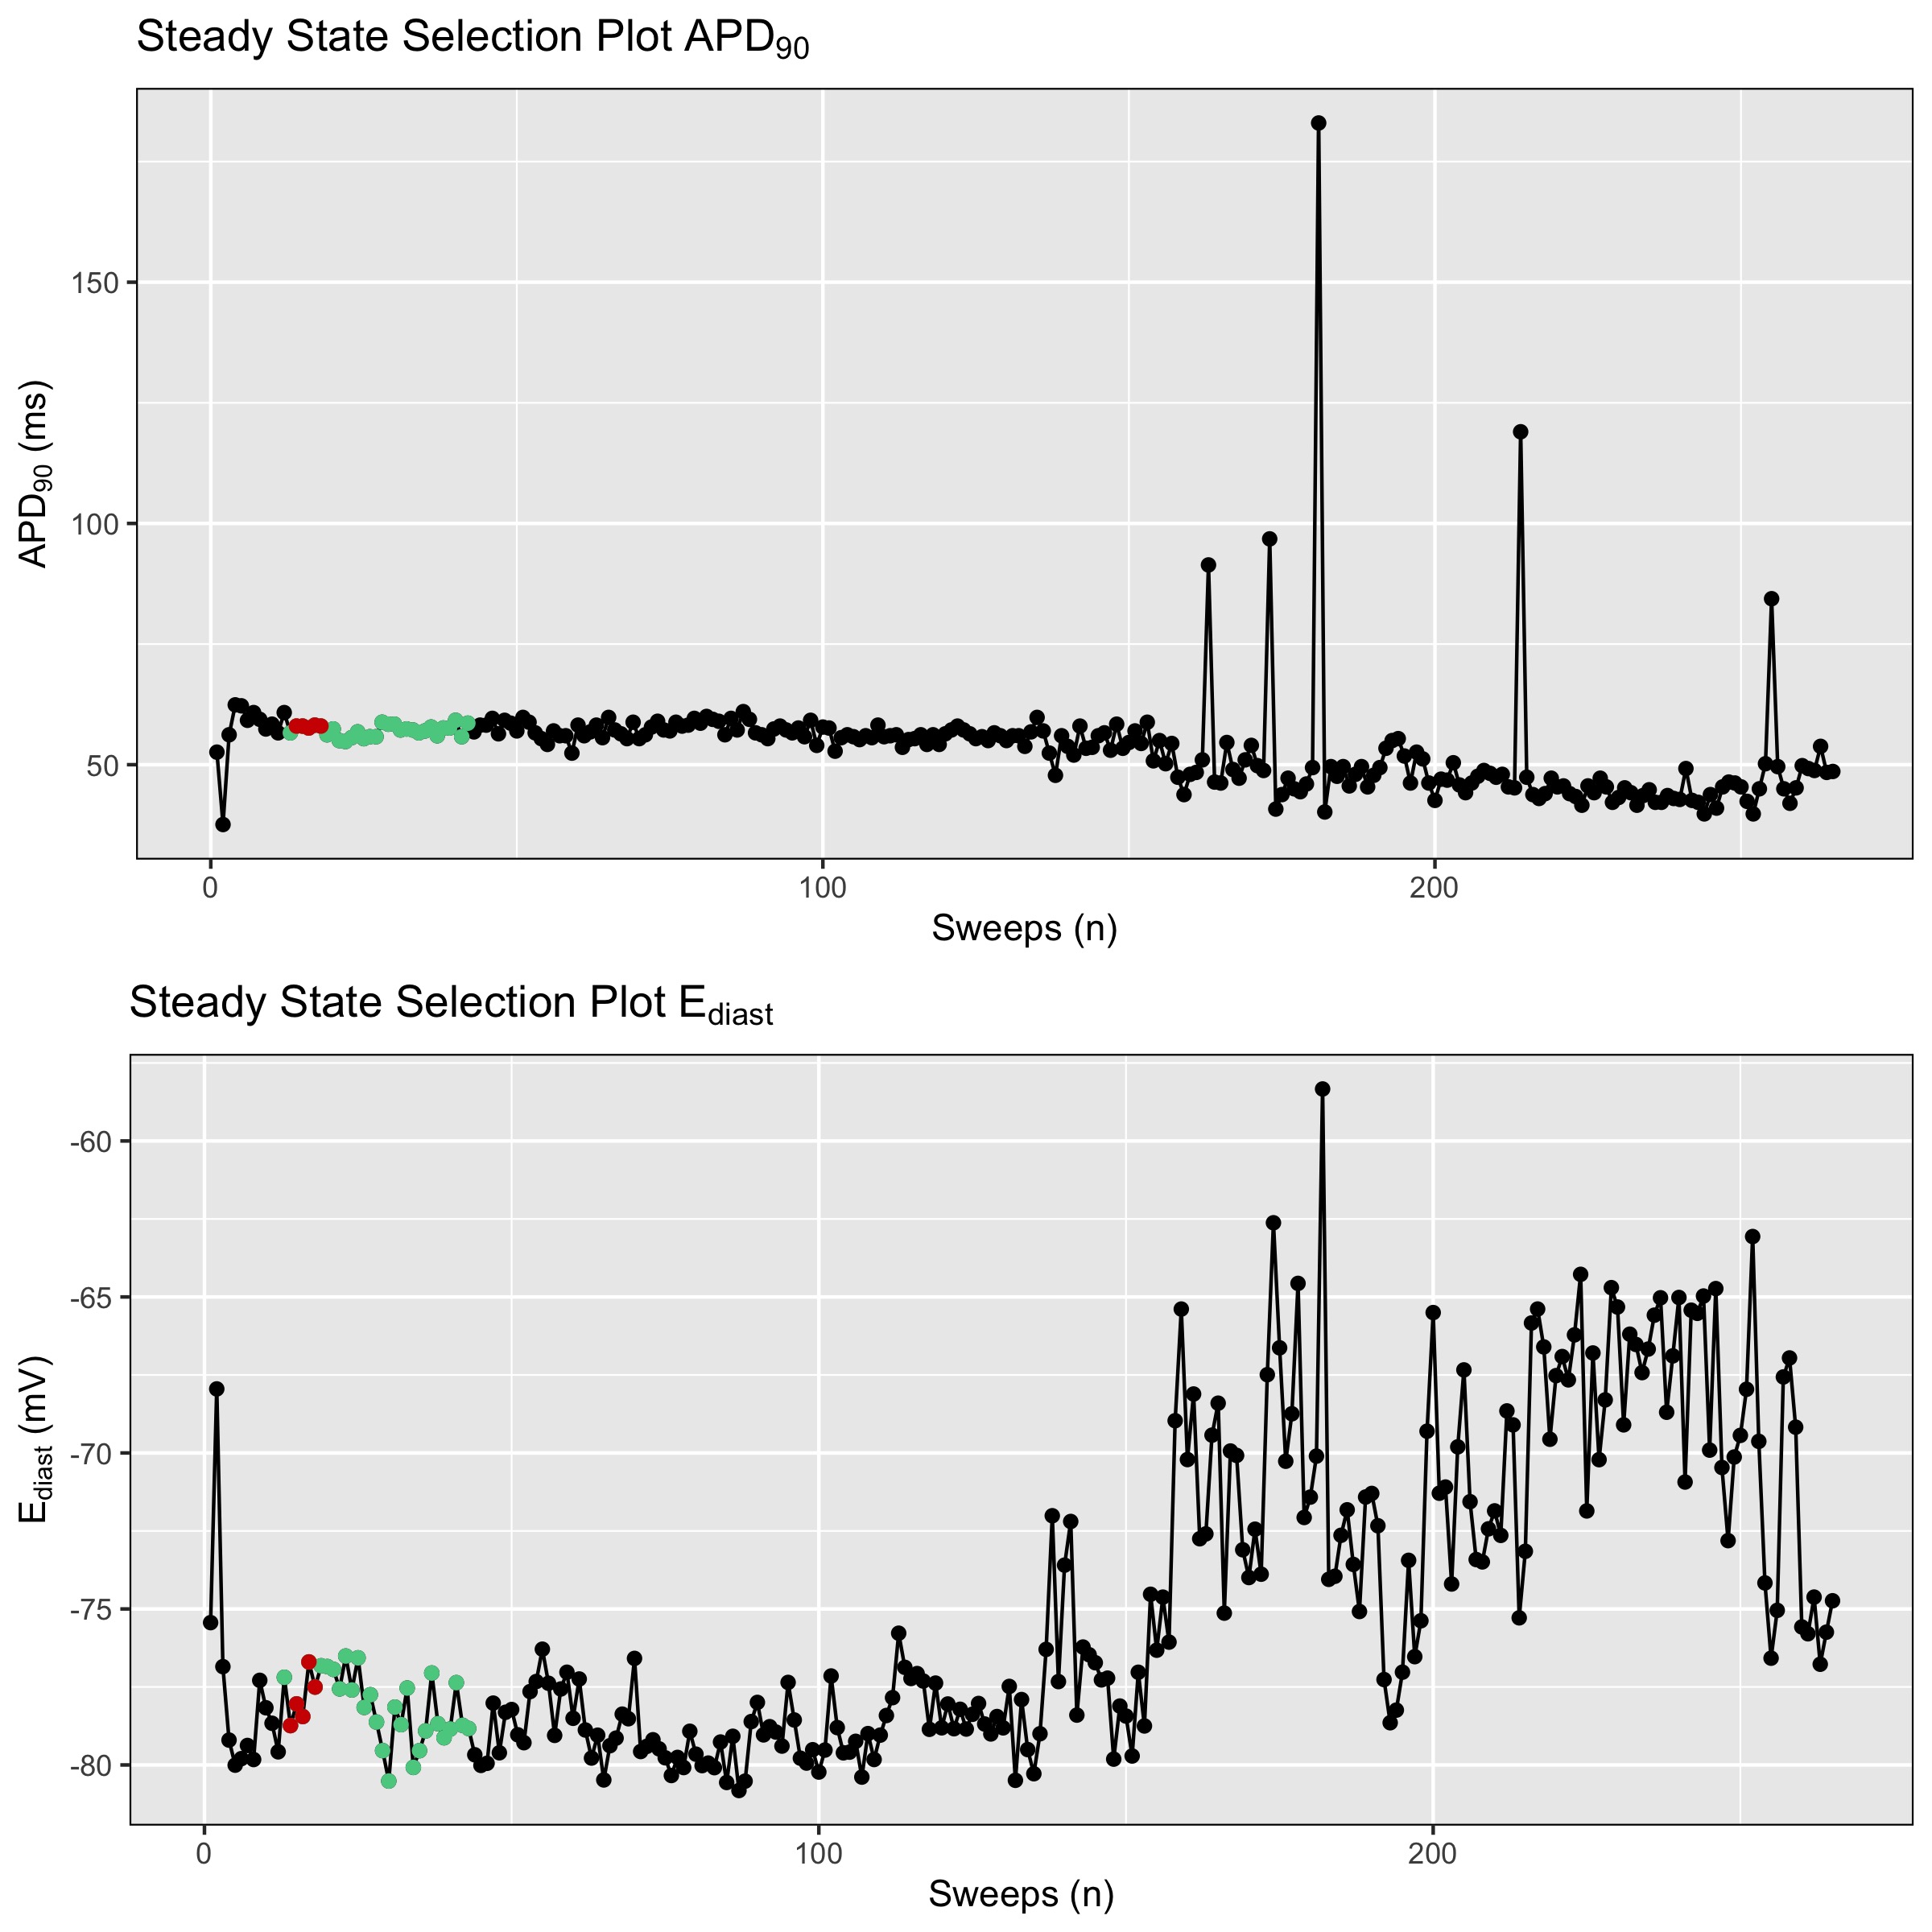 Steady State Selection Plot APD90
150
100
50
APD90 (ms)
0 100 200
Sweeps (n)
Steady State Selection Plot Ediast
-60
-65
-70
-75
-80
Ediast (mV)
0 100 200
Sweeps (n)